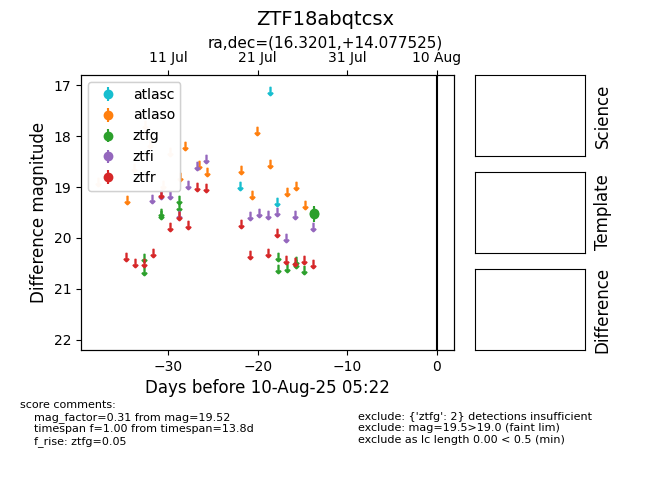 ZTF18abqtcsx
ra,dec=(16.3201,+14.077525)
11 Jul
21 Jul
31 Jul
10 Aug
atlasc
atlaso
ztfg
ztfi
ztfr
17
18
19
20
21
22
Difference magnitude
−30
−20
−10
0
Days before 10-Aug-25 05:22
Science
Template
Difference
score comments:
mag_factor=0.31 from mag=19.52
timespan f=1.00 from timespan=13.8d
f_rise: ztfg=0.05
exclude: {'ztfg': 2} detections insufficient
exclude: mag=19.5>19.0 (faint lim)
exclude as lc length 0.00 < 0.5 (min)